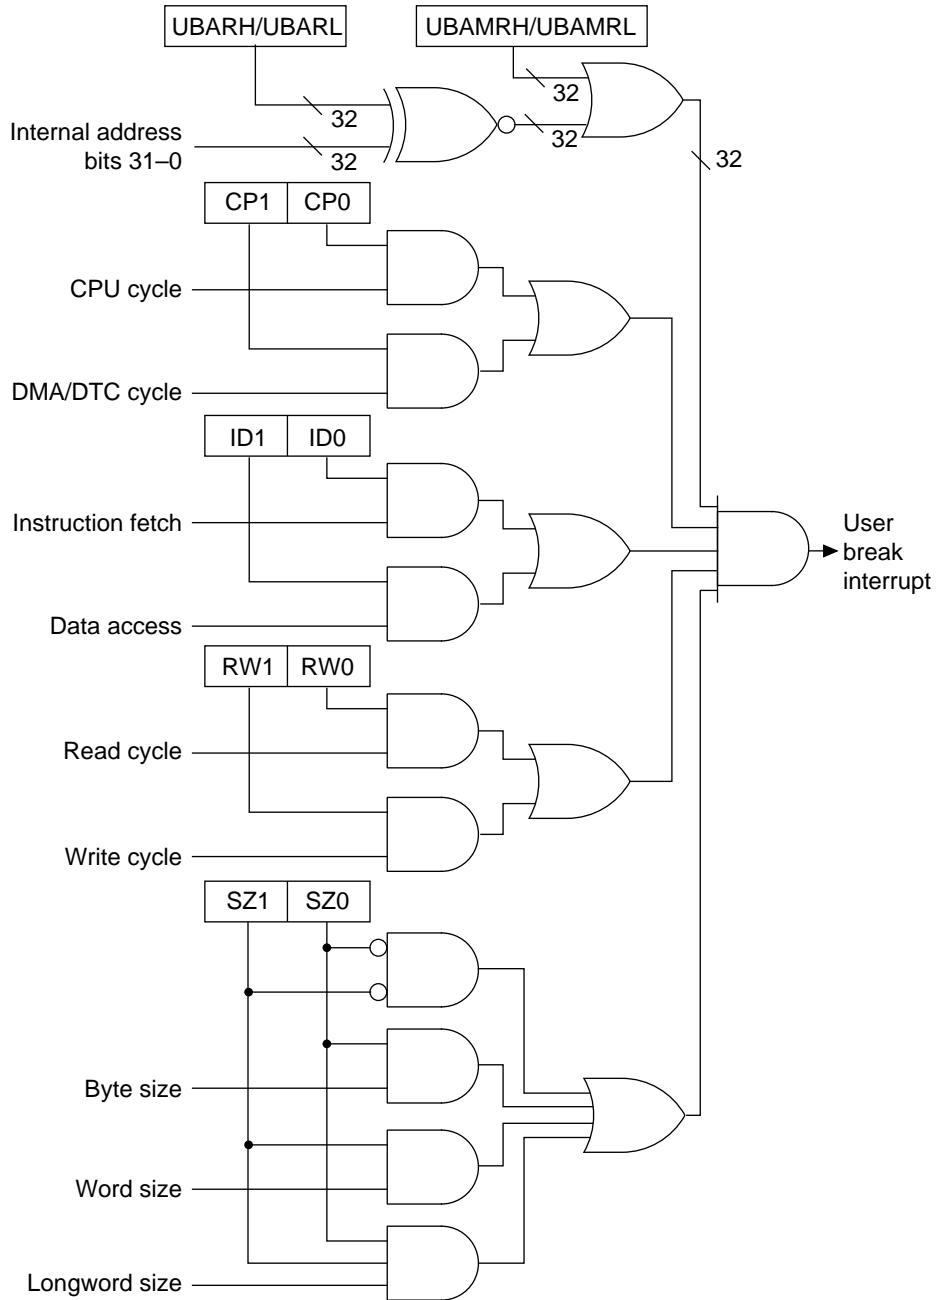 UBARH/UBARL
UBAMRH/UBAMRL
32
32
Internal address
bits 31–0
32
32
32
CP1 CP0
CPU cycle
DMA/DTC cycle
ID1 ID0
Instruction fetch
User
break
interrupt
Data access
RW1 RW0
Read cycle
Write cycle
SZ1 SZ0
Byte size
Word size
Longword size